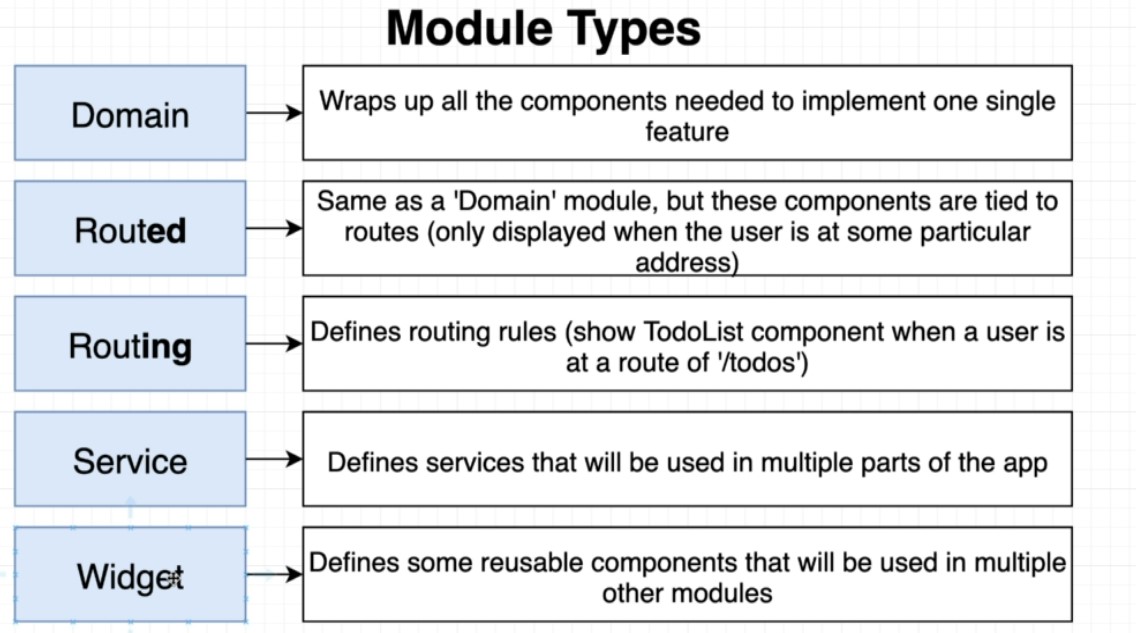 Module Types
Domain
Wraps up all the components needed to implement one single
feature
Routed
Same as a 'Domain' module, but these components are tied to
routes (only displayed when the user is at some particular
address)
Routing
Defines routing rules (show TodoList component when a user is
at a route of '/todos')
Service
Defines services that will be used in multiple parts of the app
Widget
Defines some reusable components that will be used in multiple
other modules